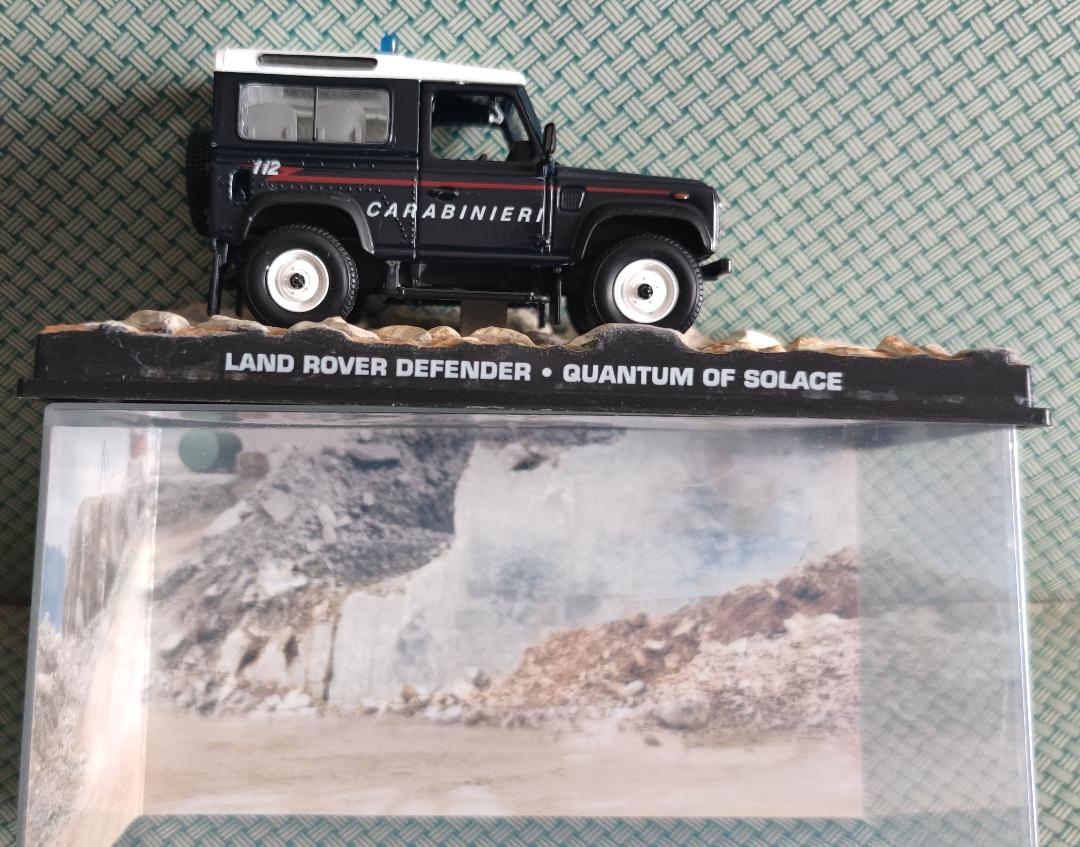 112
CARABINIERI
LAND ROVER DEFENDER • QUANTUM OF SOLACE